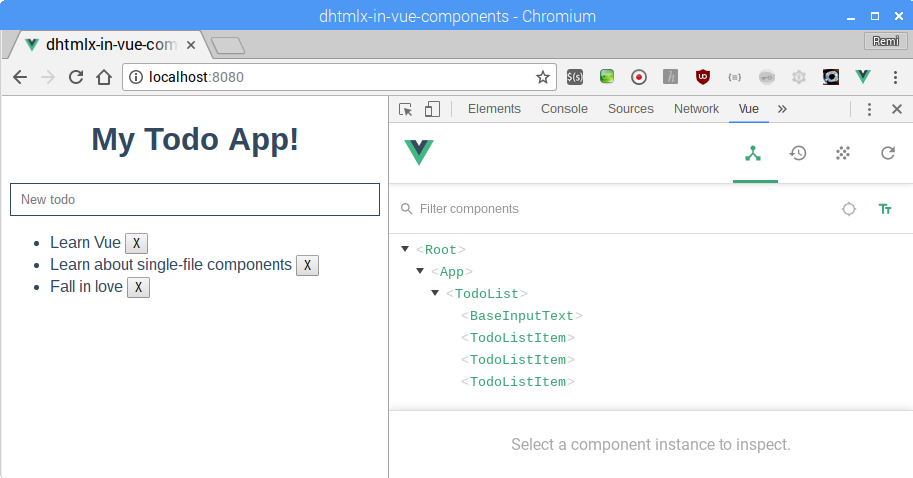 dhtmlx-in-vue-components - Chromium
dhtmlx-in-vue-com
Remi
localhost:8080
$(s)
h
{≡}
My Todo App!
New todo
Learn Vue X
Learn about single-file components X
Fall in love X
Elements Console Sources Network Vue »
Filter components
<Root>
<App>
<TodoList>
<BaseInputText>
<TodoListItem>
<TodoListItem>
<TodoListItem>
Select a component instance to inspect.